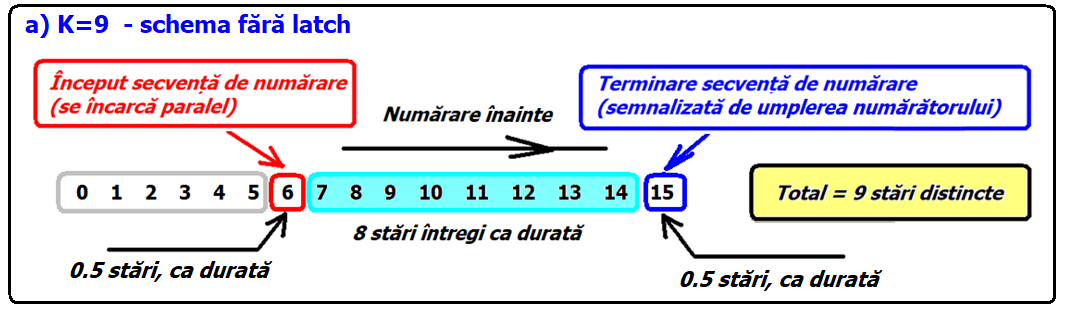 a) K=9 - schema fără latch
Început secvență de numărare
(se încarcă paralel)
Terminare secvență de numărare
(semnalizată de umplerea numărătorului)
Numărare înainte
0 1 2 3 4 5 6 7 8 9 10 11 12 13 14 15
Total = 9 stări distincte
8 stări întregi ca durată
0.5 stări, ca durată
0.5 stări, ca durată